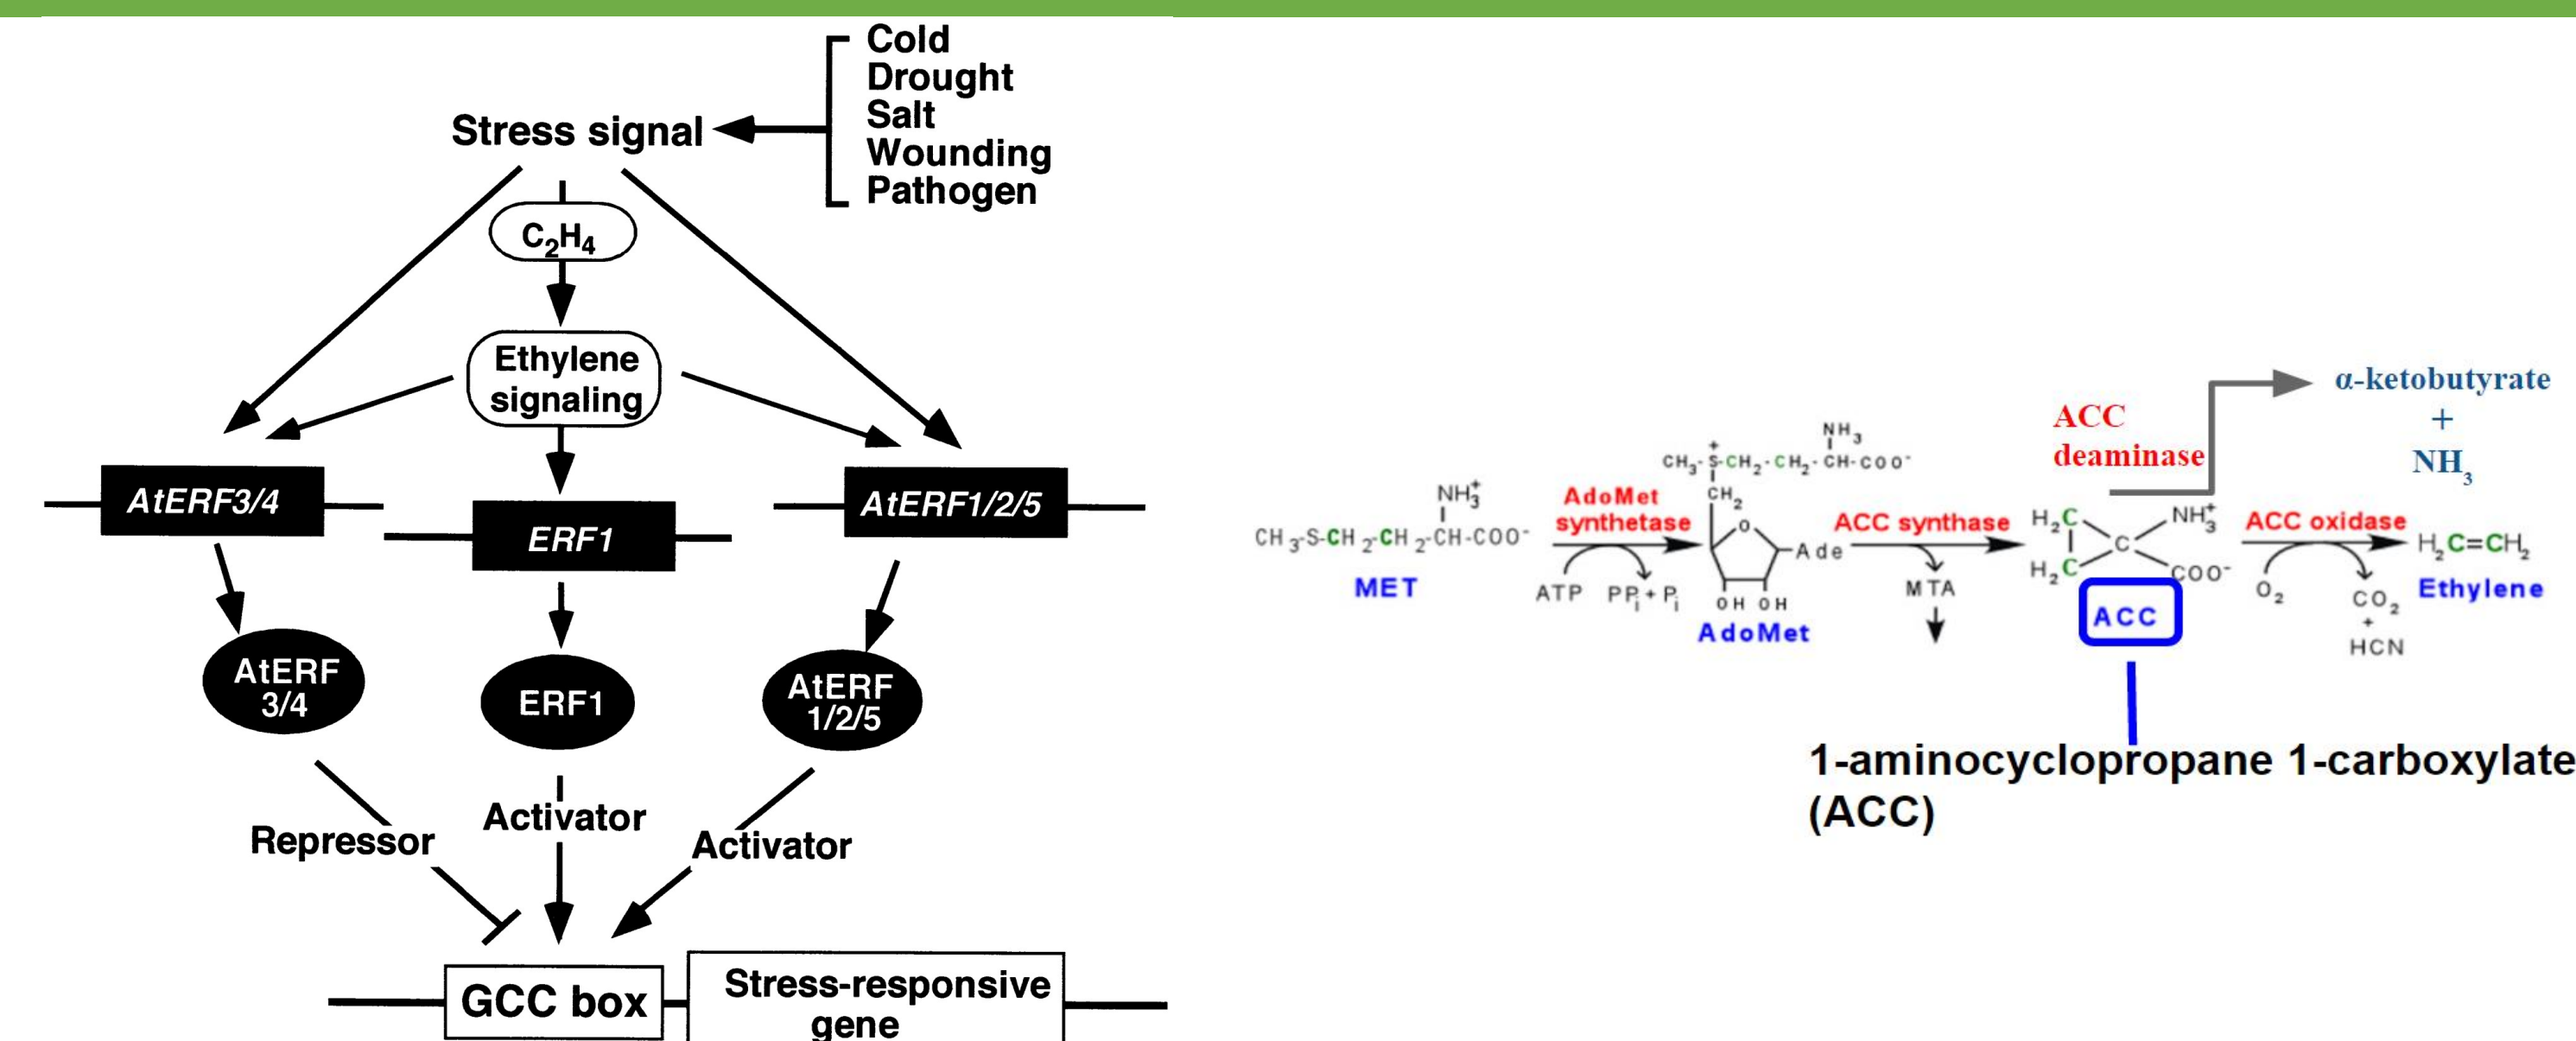 Cold
Drought
Salt
Wounding
Pathogen
Stress signal
C₂H₄
Ethylene
signaling
AtERF3/4
ERF1
AtERF1/2/5
AtERF
3/4
ERF1
AtERF
1/2/5
Repressor
Activator
Activator
GCC box
Stress-responsive
gene
CH₃-S-CH₂-CH₂-CH-COO⁻
NH₃⁺
MET
AdoMet
synthetase
ATP
PPᵢ + Pᵢ
NH₃
CH₃-S-CH₂-CH₂-CH-COO⁻
+
CH₂
O
Ade
OH OH
AdoMet
ACC synthase
MTA
ACC
deaminase
α-ketobutyrate
+
NH₃
H₂C
H₂C
C
NH₃⁺
COO⁻
ACC
ACC oxidase
O₂
CO₂
+
HCN
H₂C=CH₂
Ethylene
1-aminocyclopropane 1-carboxylate
(ACC)